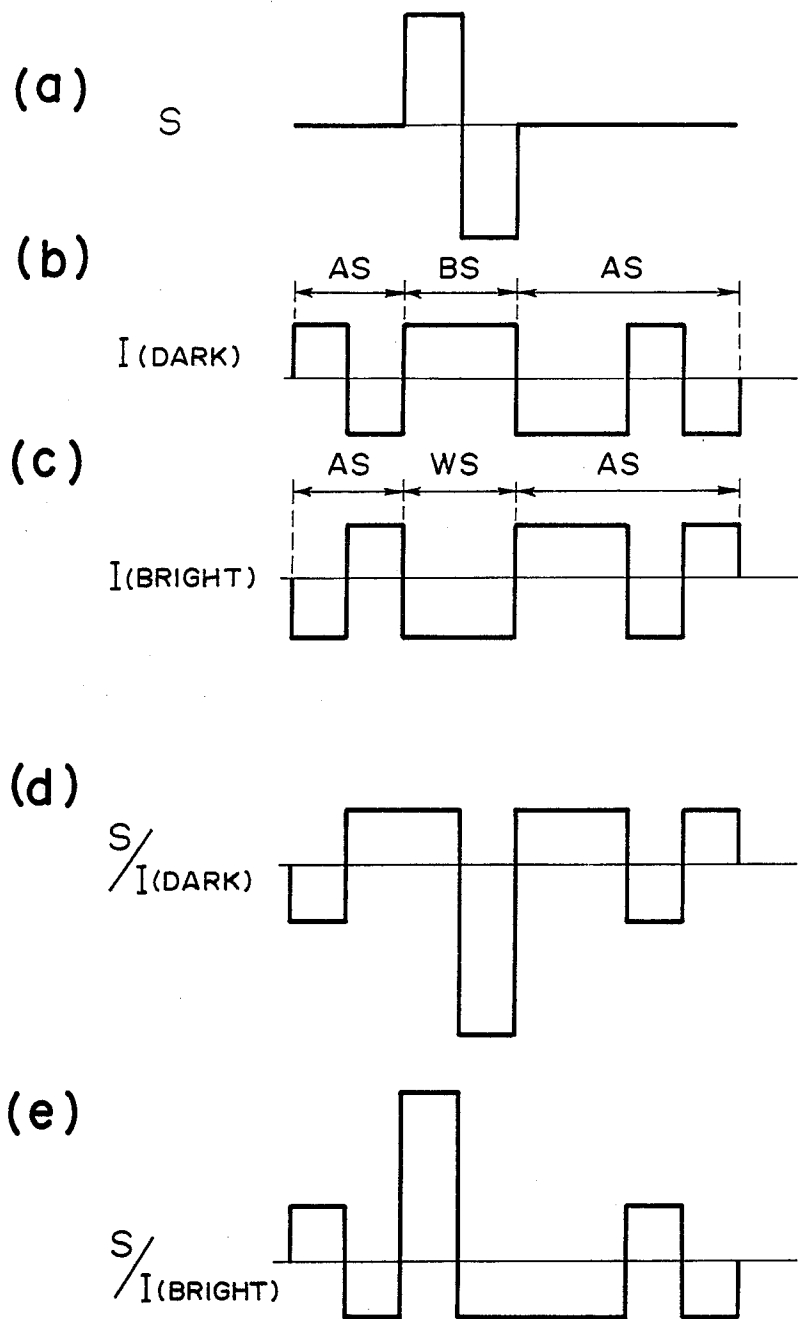 (a)
S
(b)
AS BS AS
I (DARK)
(c)
AS WS AS
I(BRIGHT)
(d)
S/I(DARK)
(e)
S/I(BRIGHT)